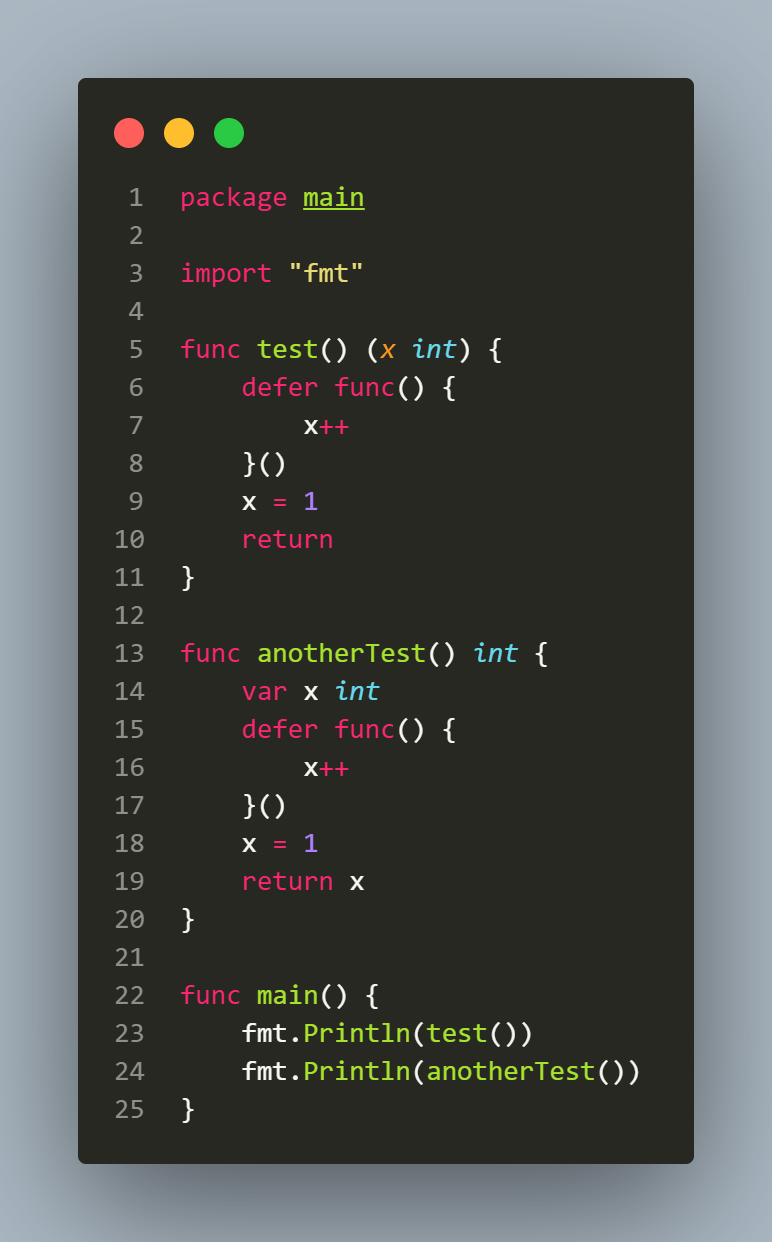 1 package main
2
3 import "fmt"
4
5 func test() (x int) {
6     defer func() {
7         x++
8     }()
9     x = 1
10     return
11 }
12
13 func anotherTest() int {
14     var x int
15     defer func() {
16         x++
17     }()
18     x = 1
19     return x
20 }
21
22 func main() {
23     fmt.Println(test())
24     fmt.Println(anotherTest())
25 }